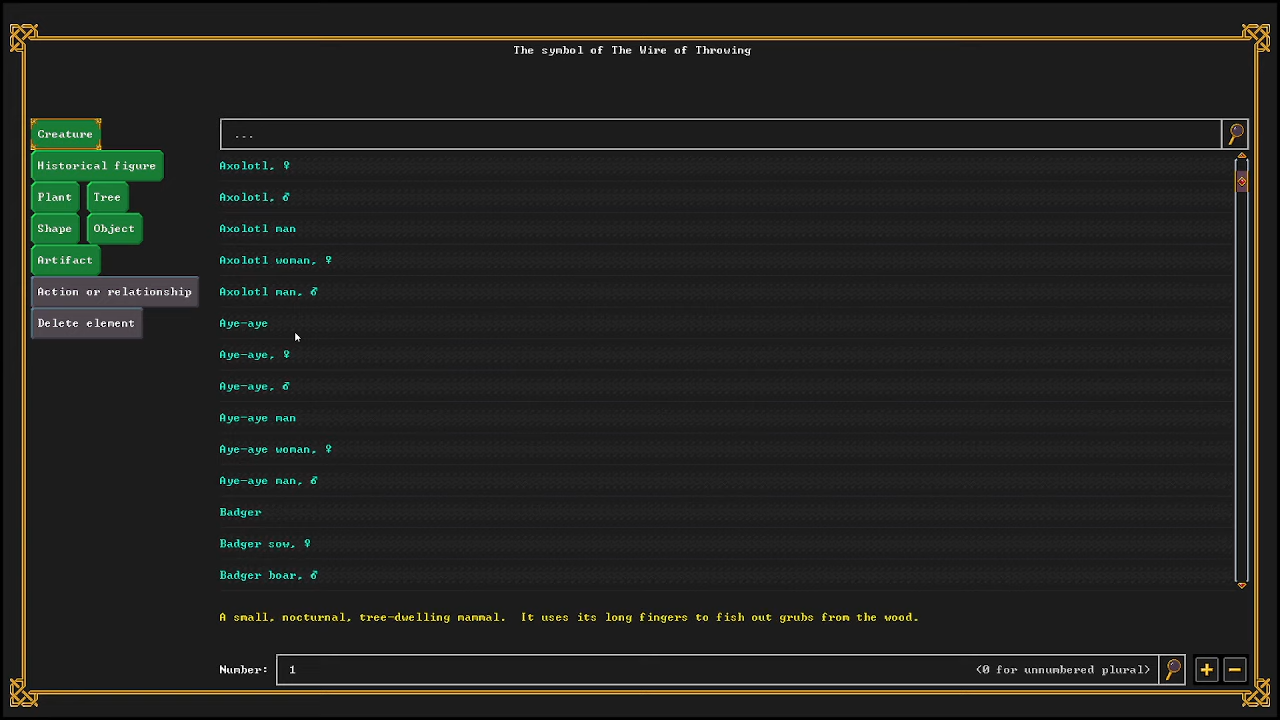 The symbol of The Wire of Throwing
Creature
Historical figure
Plant Tree
Shape Object
Artifact
Action or relationship
Delete element
...
Axolotl, ♀
Axolotl, ♂
Axolotl man
Axolotl woman, ♀
Axolotl man, ♂
Aye-aye
Aye-aye, ♀
Aye-aye, ♂
Aye-aye man
Aye-aye woman, ♀
Aye-aye man, ♂
Badger
Badger sow, ♀
Badger boar, ♂
A small, nocturnal, tree-dwelling mammal. It uses its long fingers to fish out grubs from the wood.
Number: 1 <0 for unnumbered plural> + −